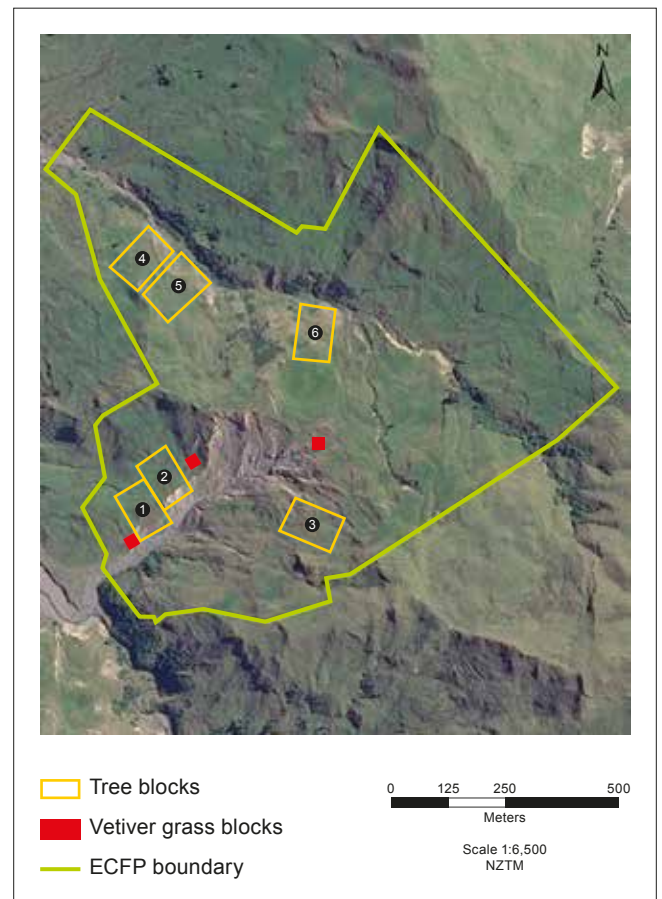 N
4
5
6
2
1
3
Tree blocks
Vetiver grass blocks
ECFP boundary
0 125 250 500
Meters
Scale 1:6,500
NZTM